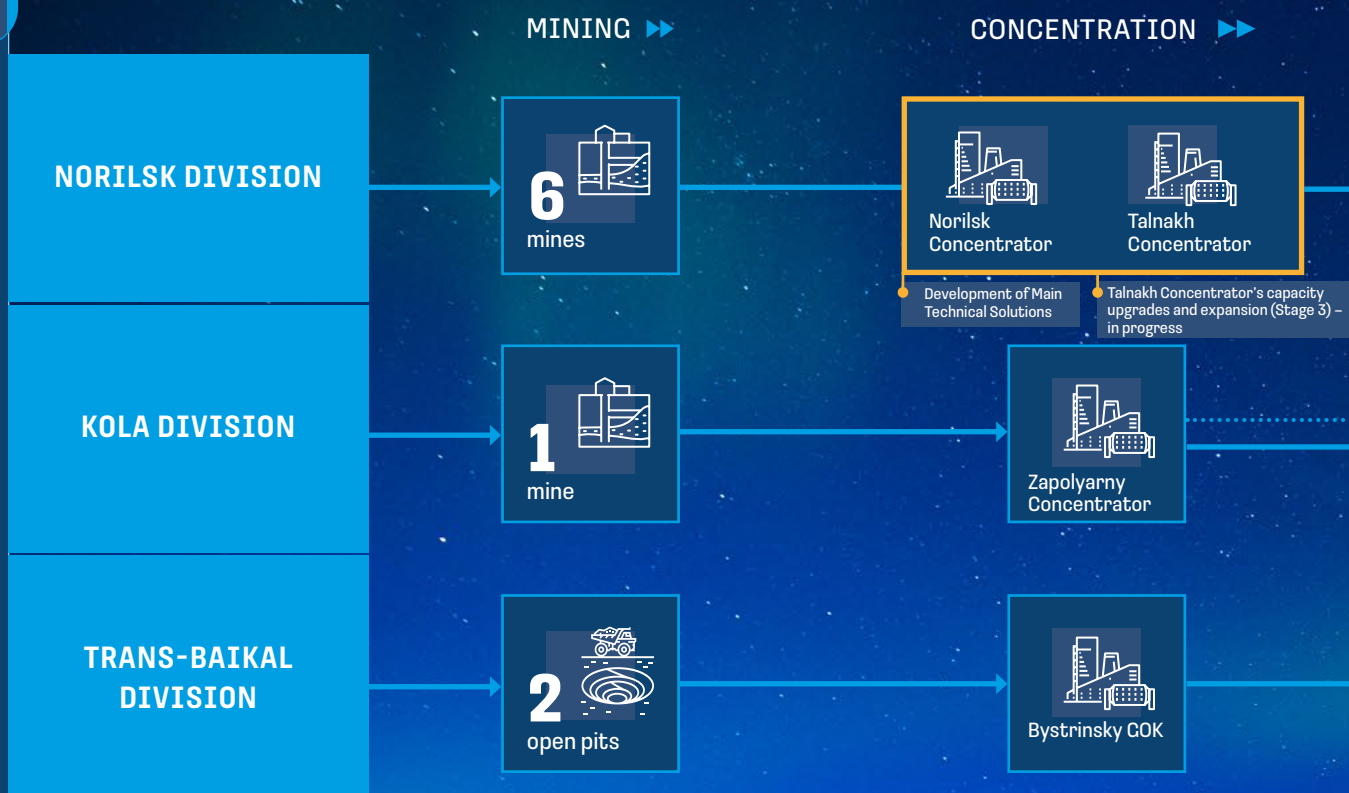 MINING
CONCENTRATION
NORILSK DIVISION
6
mines
Norilsk
Concentrator
Talnakh
Concentrator
Development of Main
Technical Solutions
Talnakh Concentrator's capacity
upgrades and expansion (Stage 3) –
in progress
KOLA DIVISION
1
mine
Zapolyarny
Concentrator
TRANS-BAIKAL
DIVISION
2
open pits
Bystrinsky GOK